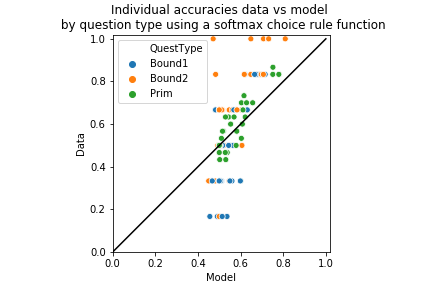 Individual accuracies data vs model
by question type using a softmax choice rule function
1.0
0.8
0.6
0.4
0.2
0.0
Data
QuestType
Bound1
Bound2
Prim
0.0 0.2 0.4 0.6 0.8 1.0
Model